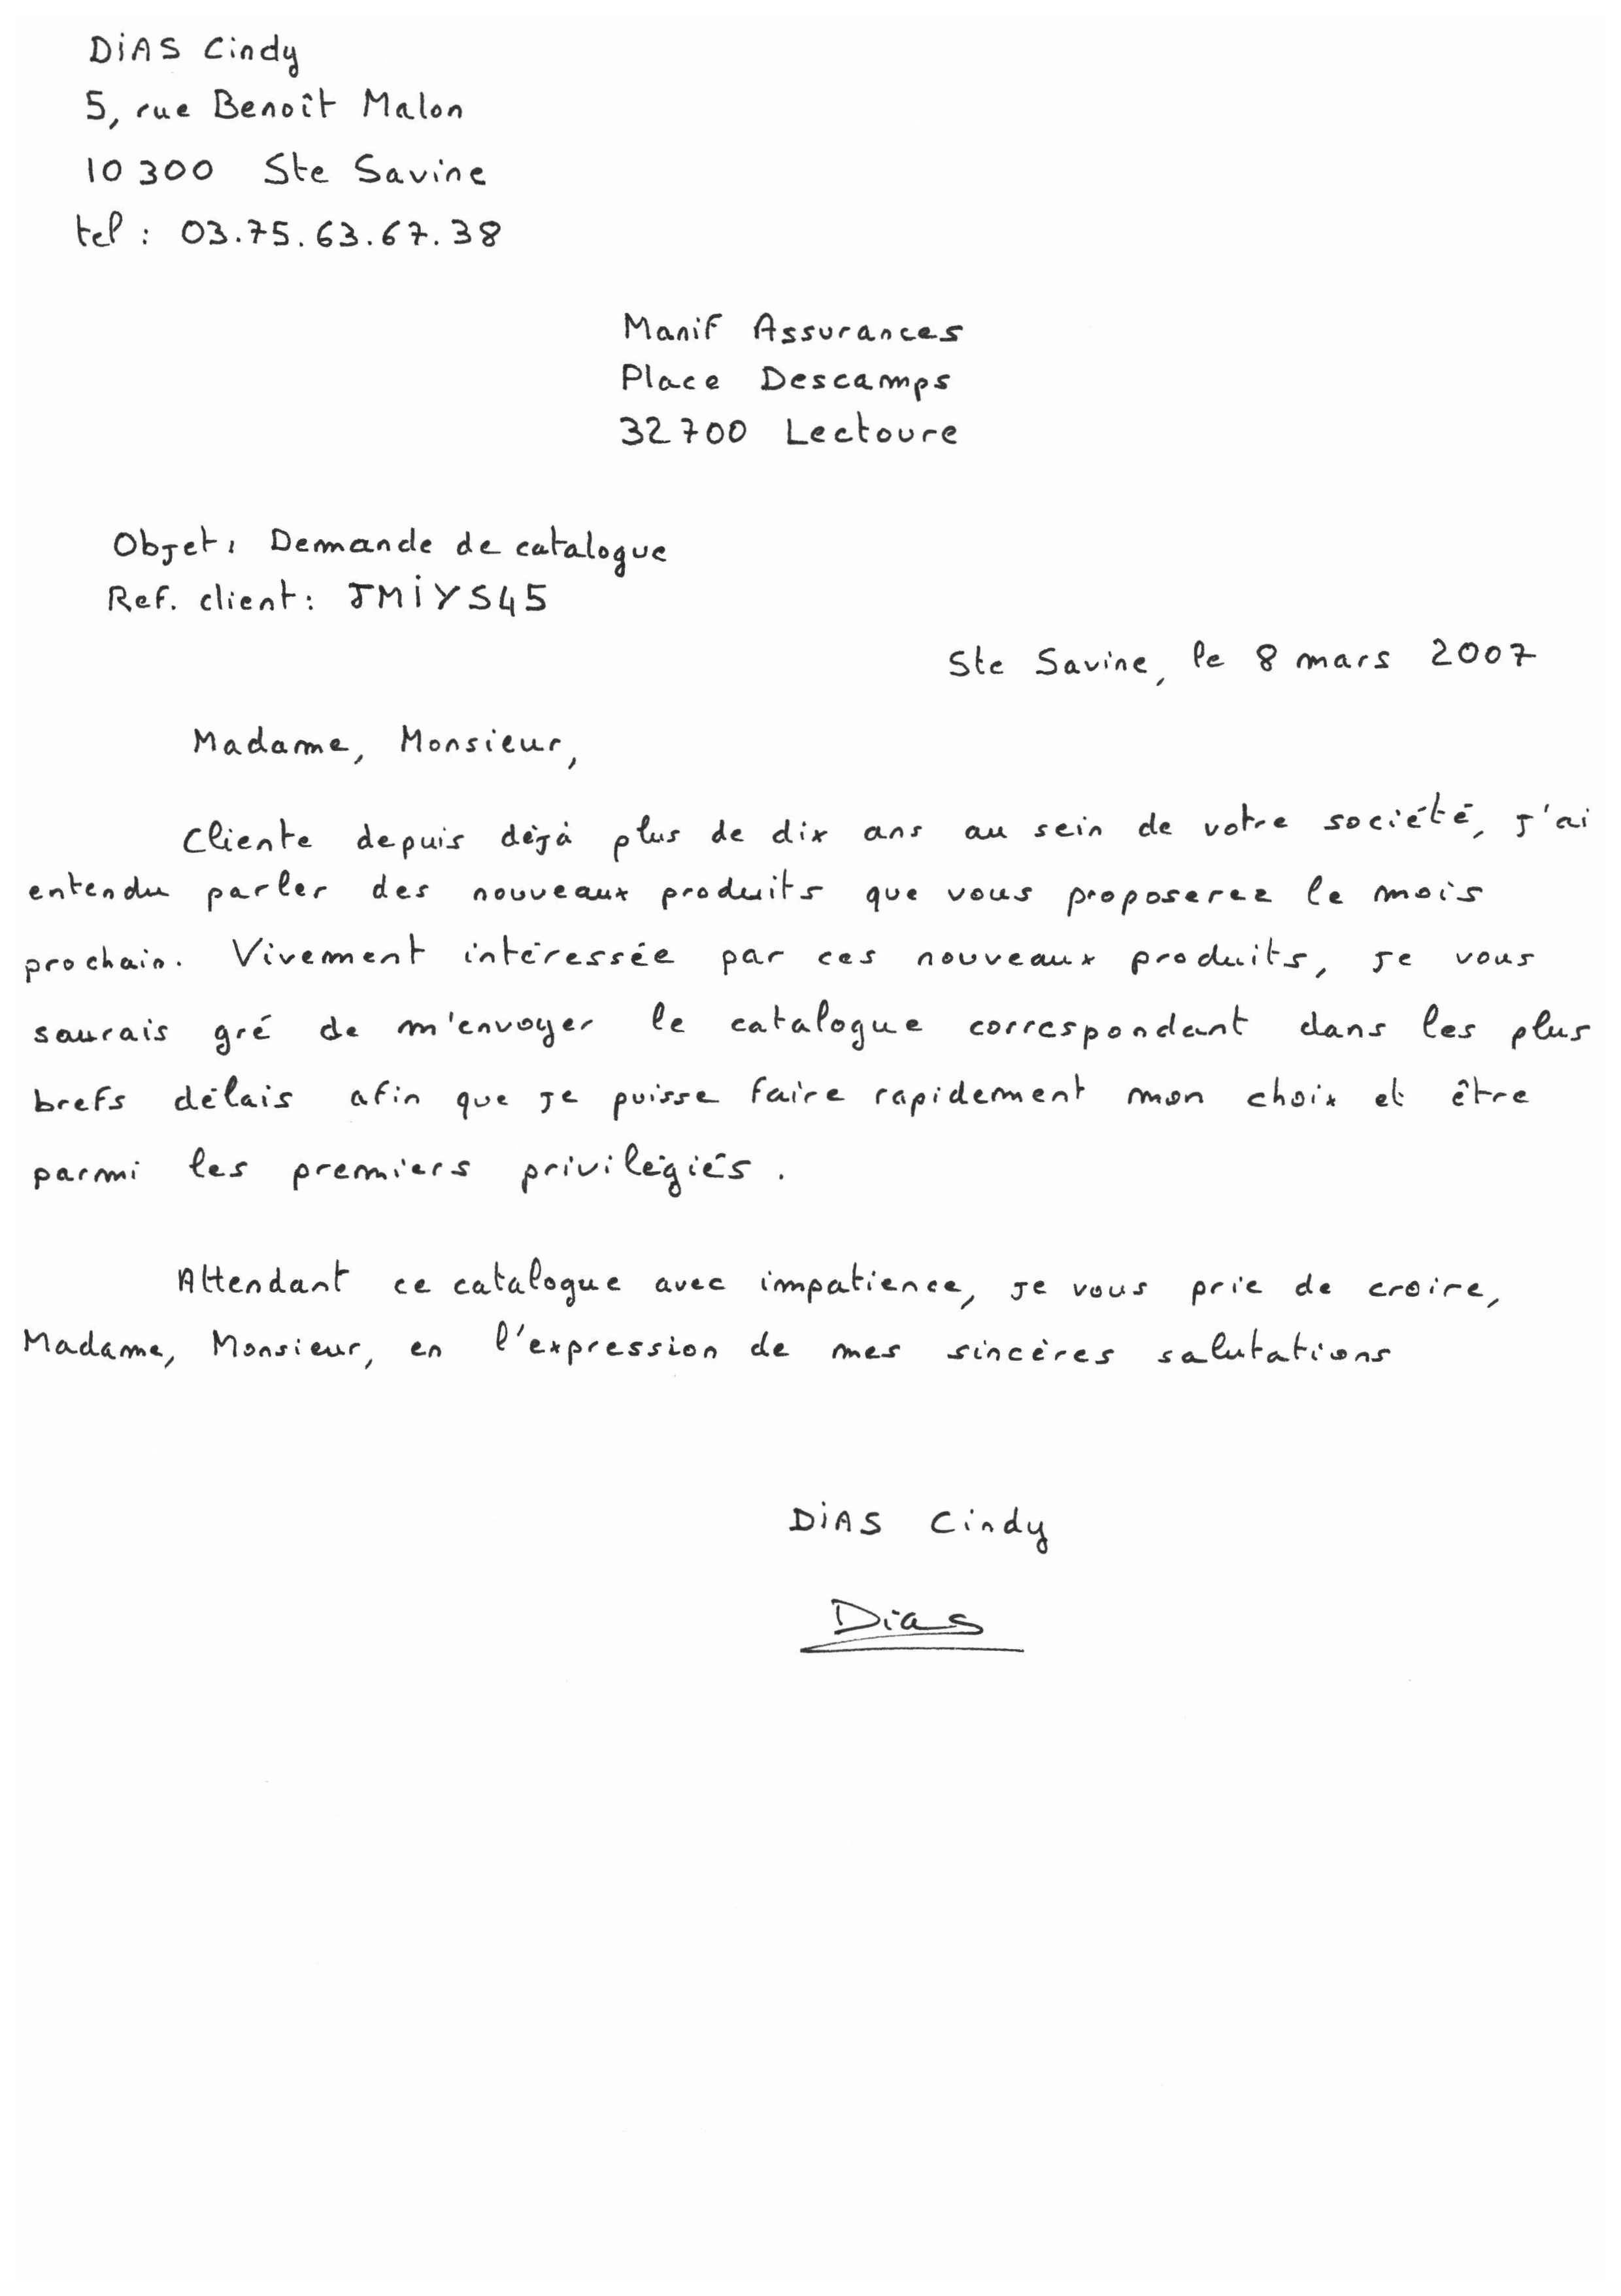 DIAS Cindy
5, rue Benoît Malon
10 300 Ste Savine
tel : 03.75.63.67.38
Manif Assurances
Place Descamps
32 700 Lectoure
Objet : Demande de catalogue
Ref. client : JMIYS45
Ste Savine, le 8 mars 2007
Madame, Monsieur,
Cliente depuis déjà plus de dix ans au sein de votre société, j'ai
entendu parler des nouveaux produits que vous proposerez le mois
prochain. Vivement intéressée par ces nouveaux produits, je vous
saurais gré de m'envoyer le catalogue correspondant dans les plus
brefs délais afin que je puisse faire rapidement mon choix et être
parmi les premiers privilégiés.
Attendant ce catalogue avec impatience, je vous prie de croire,
Madame, Monsieur, en l'expression de mes sincères salutations
DIAS Cindy
Dias